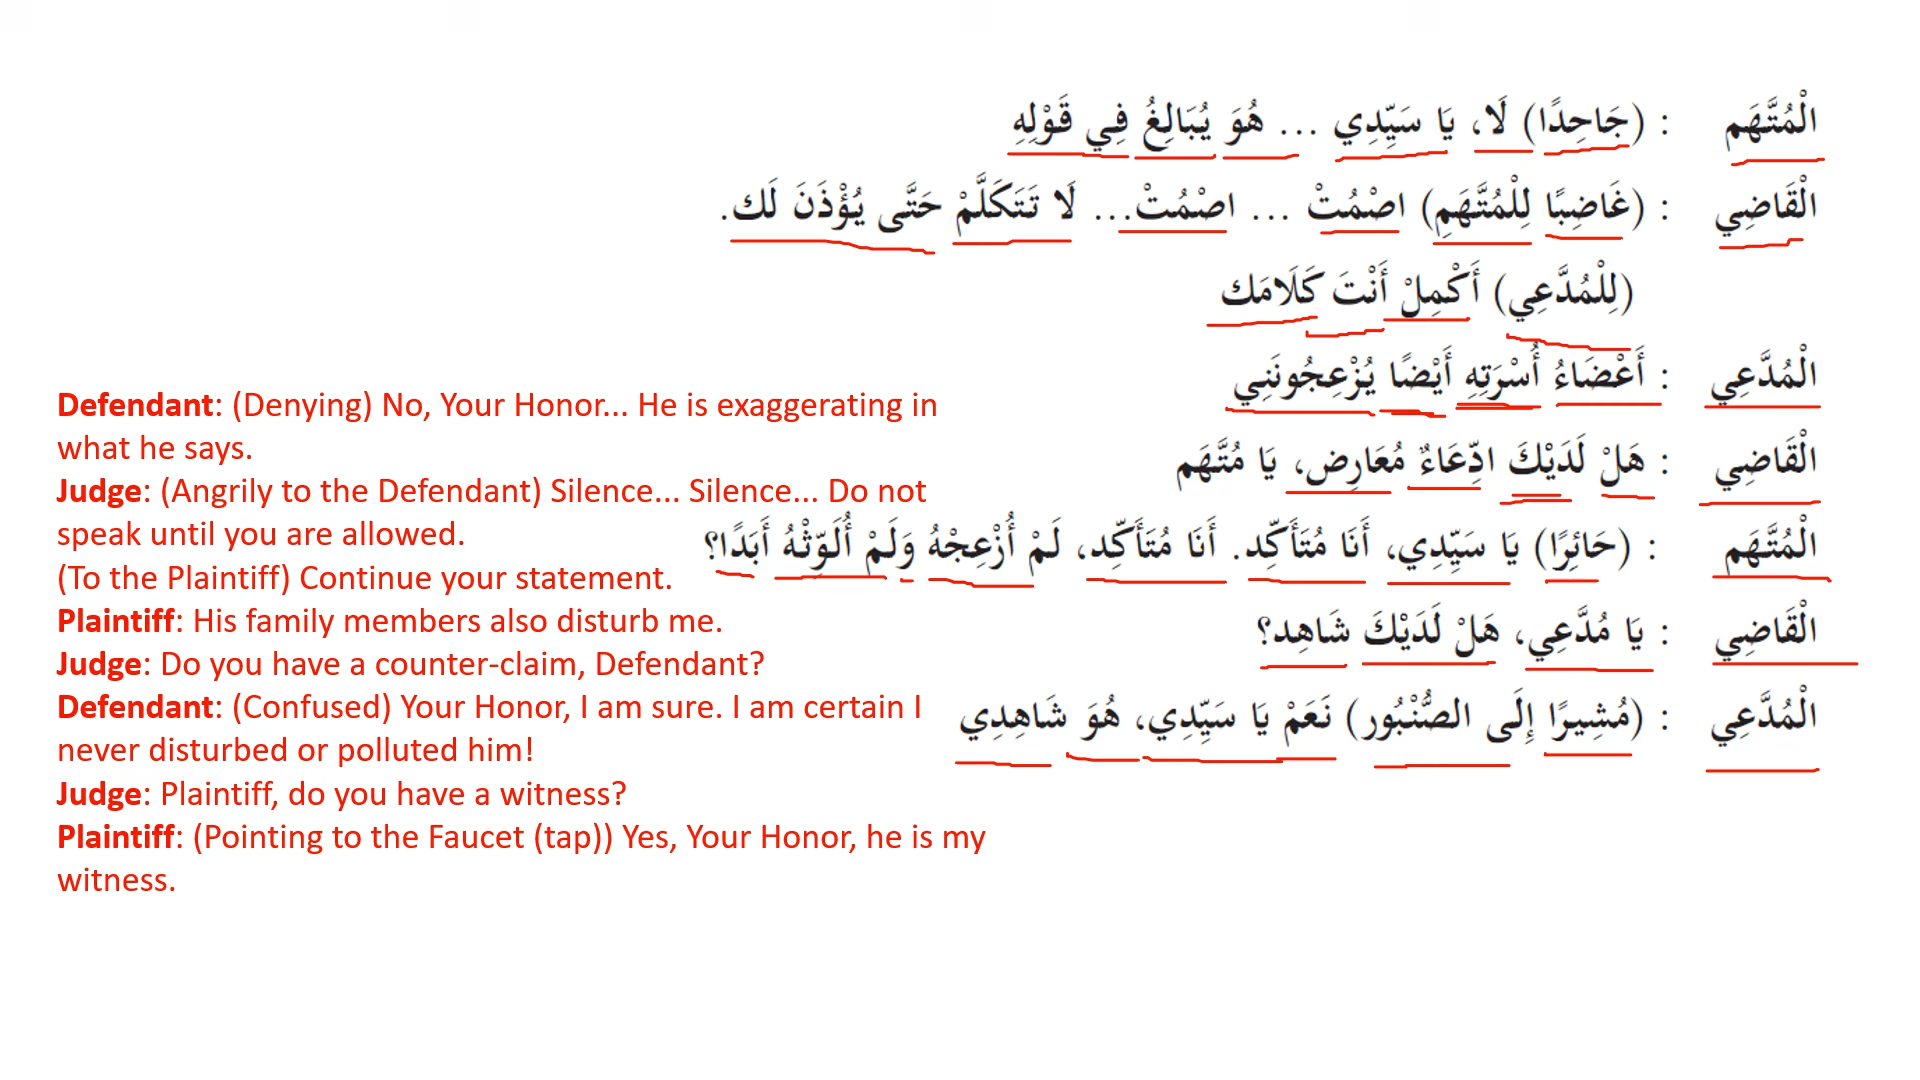 الْمُتَّهَم : (جَاحِدًا) لَا، يَا سَيِّدِي ... هُوَ يُبَالِغُ فِي قَوْلِهِ
الْقَاضِي : (غَاضِبًا لِلْمُتَّهَمِ) اصْمُتْ ... اصْمُتْ... لَا تَتَكَلَّمْ حَتَّى يُؤْذَنَ لَك.
(لِلْمُدَّعِي) أَكْمِلْ أَنْتَ كَلَامَك
الْمُدَّعِي : أَعْضَاءُ أُسْرَتِهِ أَيْضًا يُزْعِجُونَنِي
الْقَاضِي : هَلْ لَدَيْكَ ادِّعَاءٌ مُعَارِض، يَا مُتَّهَم
الْمُتَّهَم : (حَائِرًا) يَا سَيِّدِي، أَنَا مُتَأَكِّد. أَنَا مُتَأَكِّد، لَمْ أُزْعِجْهُ وَلَمْ أُلَوِّثْهُ أَبَدًا؟
الْقَاضِي : يَا مُدَّعِي، هَلْ لَدَيْكَ شَاهِد؟
الْمُدَّعِي : (مُشِيرًا إِلَى الصُّنْبُور) نَعَمْ يَا سَيِّدِي، هُوَ شَاهِدِي
Defendant: (Denying) No, Your Honor... He is exaggerating in
what he says.
Judge: (Angrily to the Defendant) Silence... Silence... Do not
speak until you are allowed.
(To the Plaintiff) Continue your statement.
Plaintiff: His family members also disturb me.
Judge: Do you have a counter-claim, Defendant?
Defendant: (Confused) Your Honor, I am sure. I am certain I
never disturbed or polluted him!
Judge: Plaintiff, do you have a witness?
Plaintiff: (Pointing to the Faucet (tap)) Yes, Your Honor, he is my
witness.